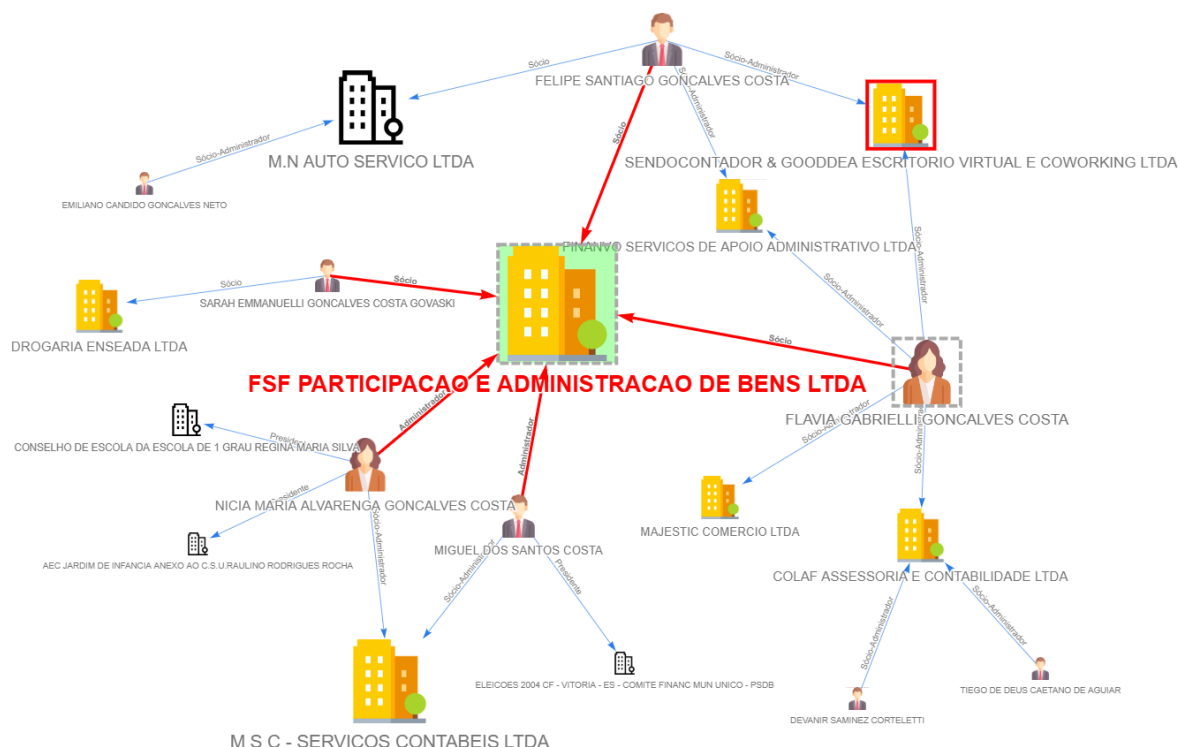 FELIPE SANTIAGO GONCALVES COSTA
Sócio
Sócio-Administrador
Sócio-Administrador
Sócio
M.N AUTO SERVICO LTDA
SENDOCONTADOR & GOODDEA ESCRITORIO VIRTUAL E COWORKING LTDA
Sócio-Administrador
EMILIANO CANDIDO GONCALVES NETO
PINANVO SERVICOS DE APOIO ADMINISTRATIVO LTDA
Sócio-Administrador
Sócio-Administrador
Sócio
Sócio
SARAH EMMANUELLI GONCALVES COSTA GOVASKI
DROGARIA ENSEADA LTDA
Sócio
FSF PARTICIPACAO E ADMINISTRACAO DE BENS LTDA
FLAVIA GABRIELLI GONCALVES COSTA
Administrador
Administrador
Sócio-Administrador
Sócio-Administrador
Presidente
CONSELHO DE ESCOLA DA ESCOLA DE 1 GRAU REGINA MARIA SILVA
Presidente
NICIA MARIA ALVARENGA GONCALVES COSTA
MAJESTIC COMERCIO LTDA
MIGUEL DOS SANTOS COSTA
AEC JARDIM DE INFANCIA ANEXO AO C.S.U.RAULINO RODRIGUES ROCHA
Sócio-Administrador
Sócio-Administrador
Presidente
COLAF ASSESSORIA E CONTABILIDADE LTDA
Sócio-Administrador
Sócio-Administrador
ELEICOES 2004 CF - VITORIA - ES - COMITE FINANC MUN UNICO - PSDB
TIEGO DE DEUS CAETANO DE AGUIAR
DEVANIR SAMINEZ CORTELETTI
M S C - SERVICOS CONTABEIS LTDA